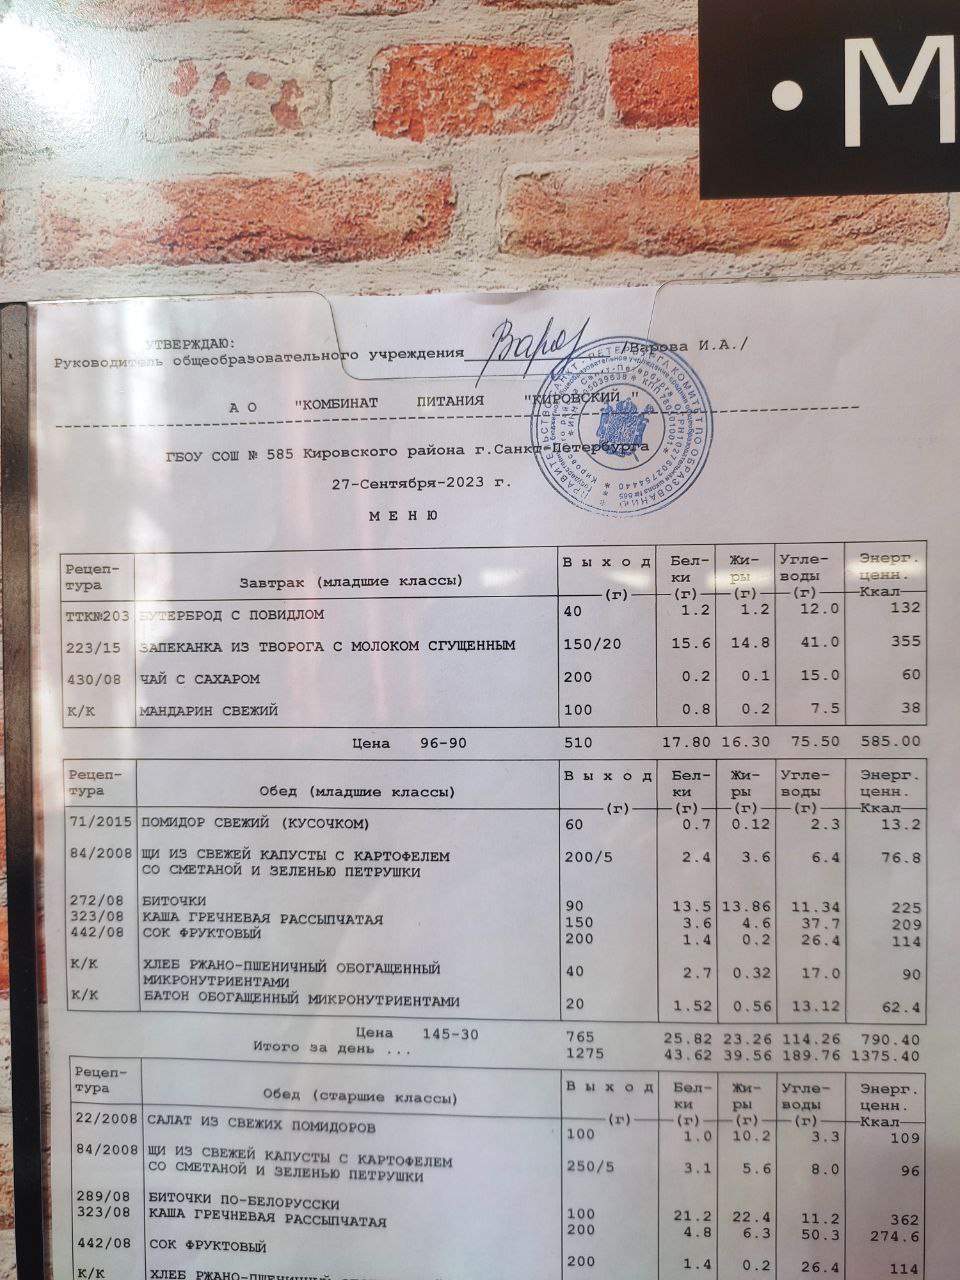 • М
УТВЕРЖДАЮ:
Руководитель общеобразовательного учреждения /Варова И.А./
А О "КОМБИНАТ ПИТАНИЯ "КИРОВСКИЙ "
ГБОУ СОШ № 585 Кировского района г.Санкт-Петербурга
27-Сентября-2023 г.
М Е Н Ю
Рецеп- В ы х о д Бел- Жи- Угле- Энерг.
тура Завтрак (младшие классы) ки ры воды ценн.
(г) (г) (г) (г) Ккал
ТТК№203 БУТЕРБРОД С ПОВИДЛОМ 40 1.2 1.2 12.0 132
223/15 ЗАПЕКАНКА ИЗ ТВОРОГА С МОЛОКОМ СГУЩЕННЫМ 150/20 15.6 14.8 41.0 355
430/08 ЧАЙ С САХАРОМ 200 0.2 0.1 15.0 60
К/К МАНДАРИН СВЕЖИЙ 100 0.8 0.2 7.5 38
Цена 96-90 510 17.80 16.30 75.50 585.00
Рецеп- В ы х о д Бел- Жи- Угле- Энерг.
тура Обед (младшие классы) ки ры воды ценн.
(г) (г) (г) (г) Ккал
71/2015 ПОМИДОР СВЕЖИЙ (КУСОЧКОМ) 60 0.7 0.12 2.3 13.2
84/2008 ЩИ ИЗ СВЕЖЕЙ КАПУСТЫ С КАРТОФЕЛЕМ 200/5 2.4 3.6 6.4 76.8
СО СМЕТАНОЙ И ЗЕЛЕНЬЮ ПЕТРУШКИ
272/08 БИТОЧКИ 90 13.5 13.86 11.34 225
323/08 КАША ГРЕЧНЕВАЯ РАССЫПЧАТАЯ 150 3.6 4.6 37.7 209
442/08 СОК ФРУКТОВЫЙ 200 1.4 0.2 26.4 114
К/К ХЛЕБ РЖАНО-ПШЕНИЧНЫЙ ОБОГАЩЕННЫЙ 40 2.7 0.32 17.0 90
МИКРОНУТРИЕНТАМИ
К/К БАТОН ОБОГАЩЕННЫЙ МИКРОНУТРИЕНТАМИ 20 1.52 0.56 13.12 62.4
Цена 145-30 765 25.82 23.26 114.26 790.40
Итого за день ... 1275 43.62 39.56 189.76 1375.40
Рецеп- В ы х о д Бел- Жи- Угле- Энерг.
тура Обед (старшие классы) ки ры воды ценн.
(г) (г) (г) (г) Ккал
22/2008 САЛАТ ИЗ СВЕЖИХ ПОМИДОРОВ 100 1.0 10.2 3.3 109
84/2008 ЩИ ИЗ СВЕЖЕЙ КАПУСТЫ С КАРТОФЕЛЕМ 250/5 3.1 5.6 8.0 96
СО СМЕТАНОЙ И ЗЕЛЕНЬЮ ПЕТРУШКИ
289/08 БИТОЧКИ ПО-БЕЛОРУССКИ 100 21.2 22.4 11.2 362
323/08 КАША ГРЕЧНЕВАЯ РАССЫПЧАТАЯ 200 4.8 6.3 50.3 274.6
442/08 СОК ФРУКТОВЫЙ 200 1.4 0.2 26.4 114
К/К ХЛЕБ РЖАНО-ПШЕНИЧНЫЙ